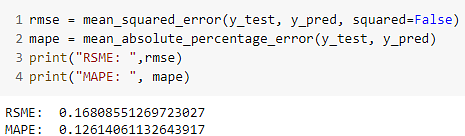 1 rmse = mean_squared_error(y_test, y_pred, squared=False)
2 mape = mean_absolute_percentage_error(y_test, y_pred)
3 print("RSME: ",rmse)
4 print("MAPE: ", mape)
RSME:  0.16808551269723027
MAPE:  0.12614061132643917